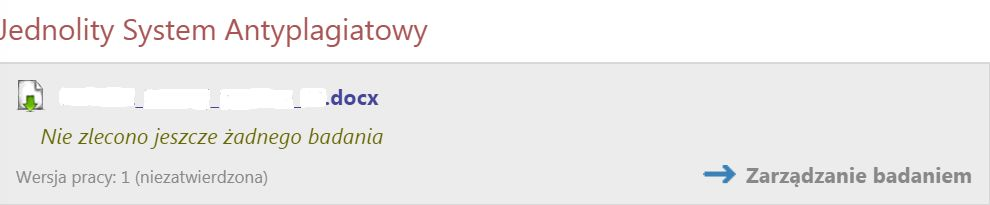 Jednolity System Antyplagiatowy
_ _ _ .docx
Nie zlecono jeszcze żadnego badania
Wersja pracy: 1 (niezatwierdzona)
Zarządzanie badaniem